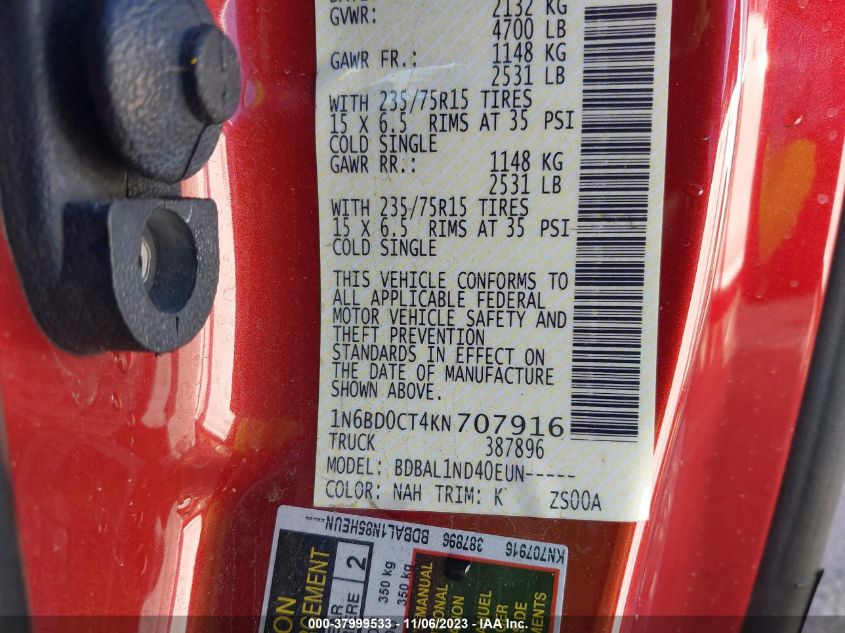 GVWR: 2132 KG
4700 LB
GAWR FR.: 1148 KG
2531 LB
WITH 235/75R15 TIRES
15 X 6.5 RIMS AT 35 PSI
COLD SINGLE
GAWR RR.: 1148 KG
2531 LB
WITH 235/75R15 TIRES
15 X 6.5 RIMS AT 35 PSI
COLD SINGLE
THIS VEHICLE CONFORMS TO
ALL APPLICABLE FEDERAL
MOTOR VEHICLE SAFETY AND
THEFT PREVENTION
STANDARDS IN EFFECT ON
THE DATE OF MANUFACTURE
SHOWN ABOVE.
1N6BD0CT4KN707916
TRUCK 387896
MODEL: BDBAL1ND40EUN-----
COLOR: NAH TRIM: K ZS00A
KN707916 387896 BDBAL1N85HEUN
350 kg
350 kg
2
MANUAL
000-37999533 - 11/06/2023 - IAA Inc.